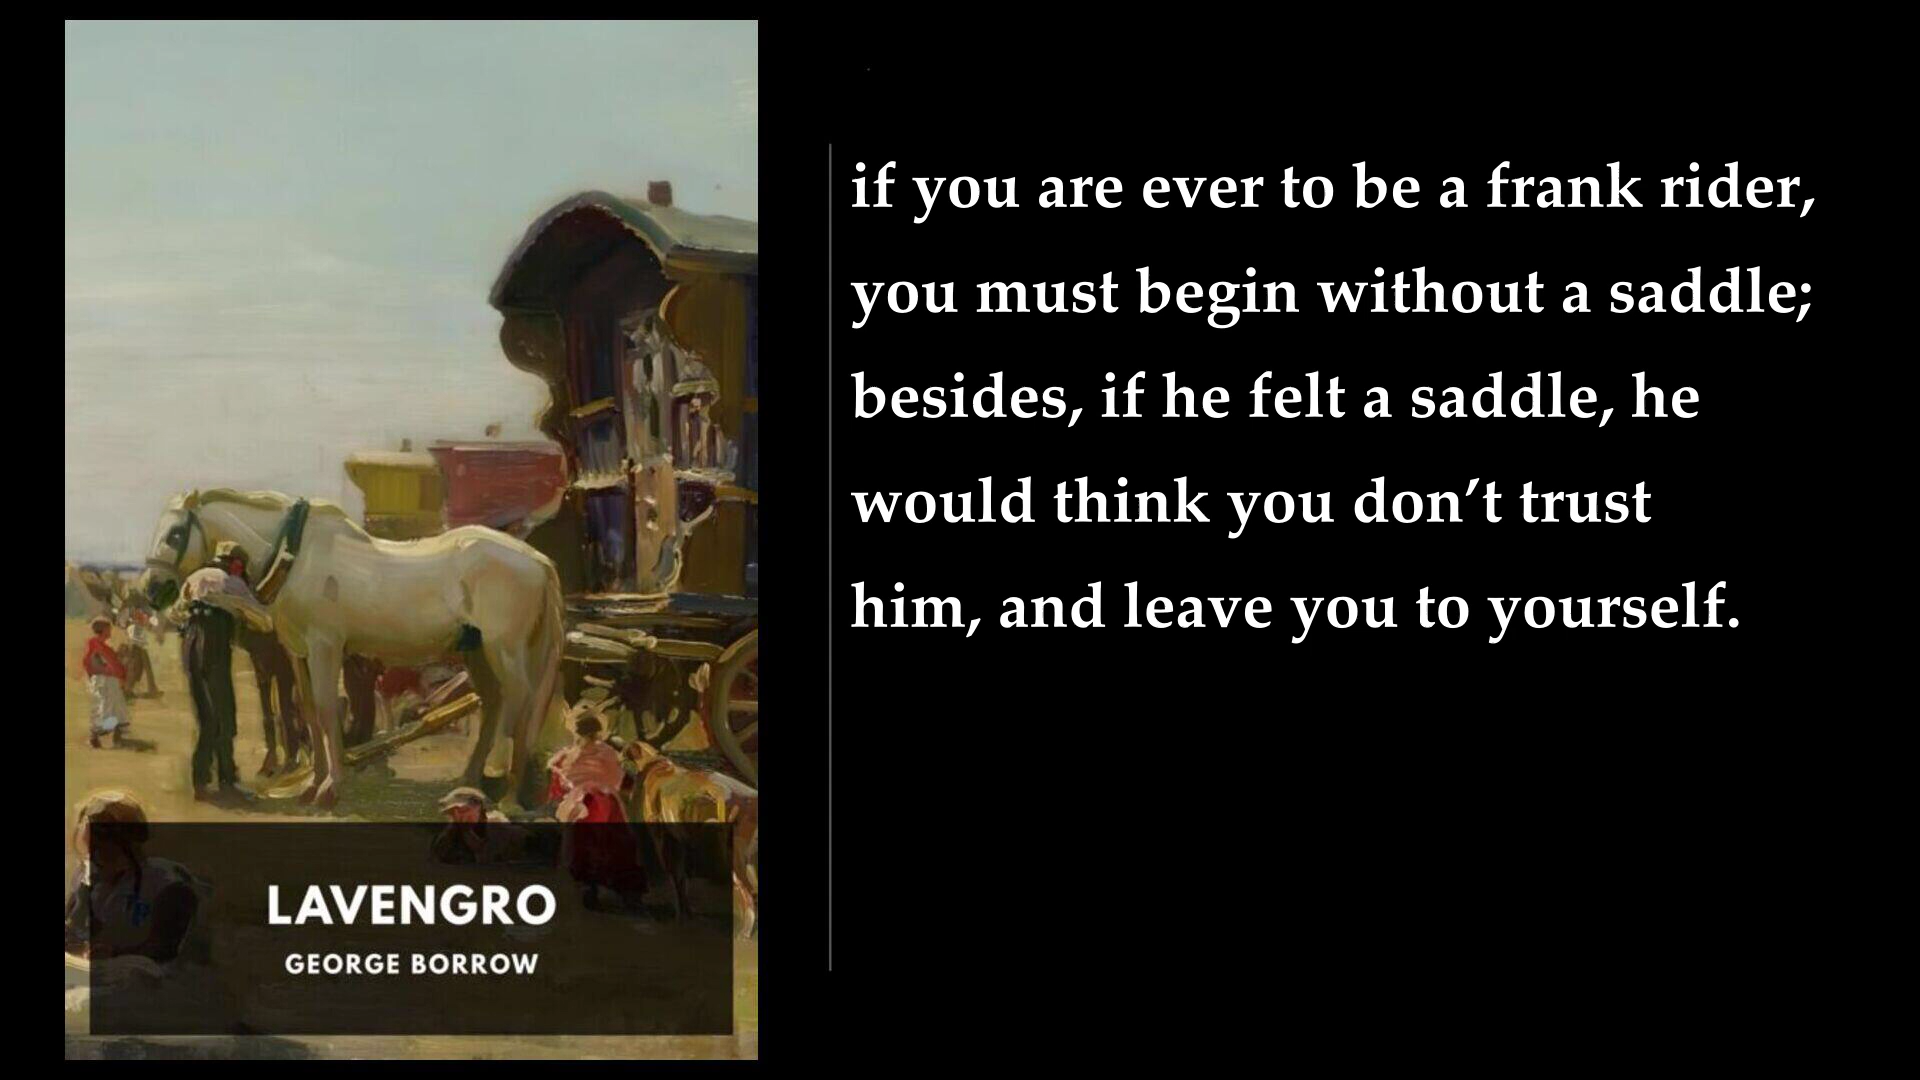 if you are ever to be a frank rider,
you must begin without a saddle;
besides, if he felt a saddle, he
would think you don’t trust
him, and leave you to yourself.
LAVENGRO
GEORGE BORROW